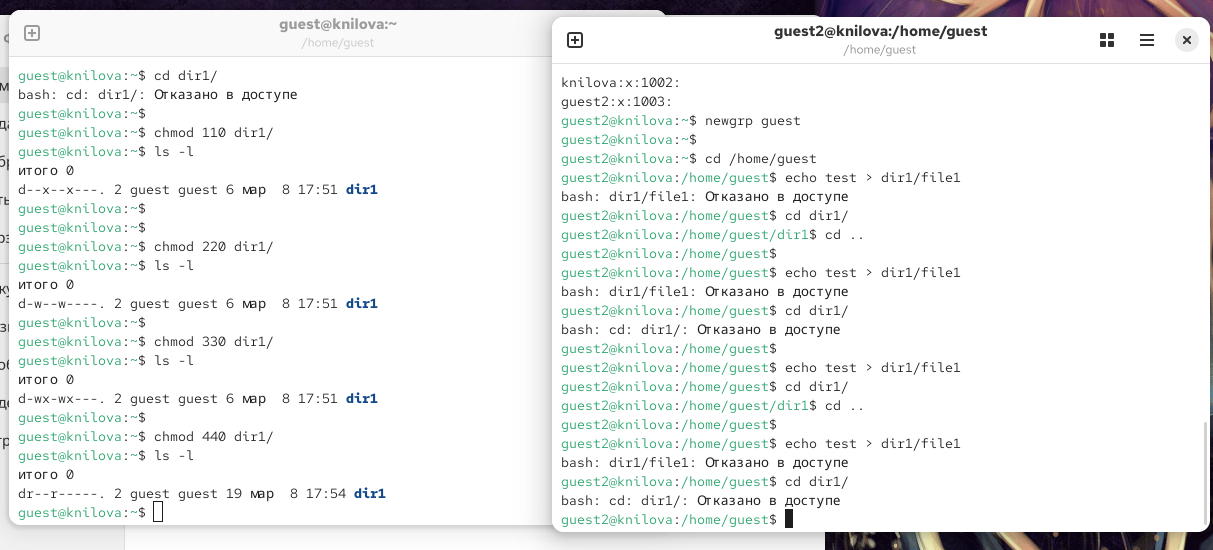 guest@knilova:~
/home/guest
guest@knilova:~$ cd dir1/
bash: cd: dir1/: Отказано в доступе
guest@knilova:~$
guest@knilova:~$ chmod 110 dir1/
guest@knilova:~$ ls -l
итого 0
d--x--x---. 2 guest guest 6 мар  8 17:51 dir1
guest@knilova:~$
guest@knilova:~$
guest@knilova:~$ chmod 220 dir1/
guest@knilova:~$ ls -l
итого 0
d-w--w----. 2 guest guest 6 мар  8 17:51 dir1
guest@knilova:~$
guest@knilova:~$ chmod 330 dir1/
guest@knilova:~$ ls -l
итого 0
d-wx-wx---. 2 guest guest 6 мар  8 17:51 dir1
guest@knilova:~$
guest@knilova:~$ chmod 440 dir1/
guest@knilova:~$ ls -l
итого 0
dr--r-----. 2 guest guest 19 мар  8 17:54 dir1
guest@knilova:~$
guest2@knilova:/home/guest
/home/guest
knilova:x:1002:
guest2:x:1003:
guest2@knilova:~$ newgrp guest
guest2@knilova:~$
guest2@knilova:~$ cd /home/guest
guest2@knilova:/home/guest$ echo test > dir1/file1
bash: dir1/file1: Отказано в доступе
guest2@knilova:/home/guest$ cd dir1/
guest2@knilova:/home/guest/dir1$ cd ..
guest2@knilova:/home/guest$
guest2@knilova:/home/guest$ echo test > dir1/file1
bash: dir1/file1: Отказано в доступе
guest2@knilova:/home/guest$ cd dir1/
bash: cd: dir1/: Отказано в доступе
guest2@knilova:/home/guest$
guest2@knilova:/home/guest$ echo test > dir1/file1
guest2@knilova:/home/guest$ cd dir1/
guest2@knilova:/home/guest/dir1$ cd ..
guest2@knilova:/home/guest$
guest2@knilova:/home/guest$ echo test > dir1/file1
bash: dir1/file1: Отказано в доступе
guest2@knilova:/home/guest$ cd dir1/
bash: cd: dir1/: Отказано в доступе
guest2@knilova:/home/guest$